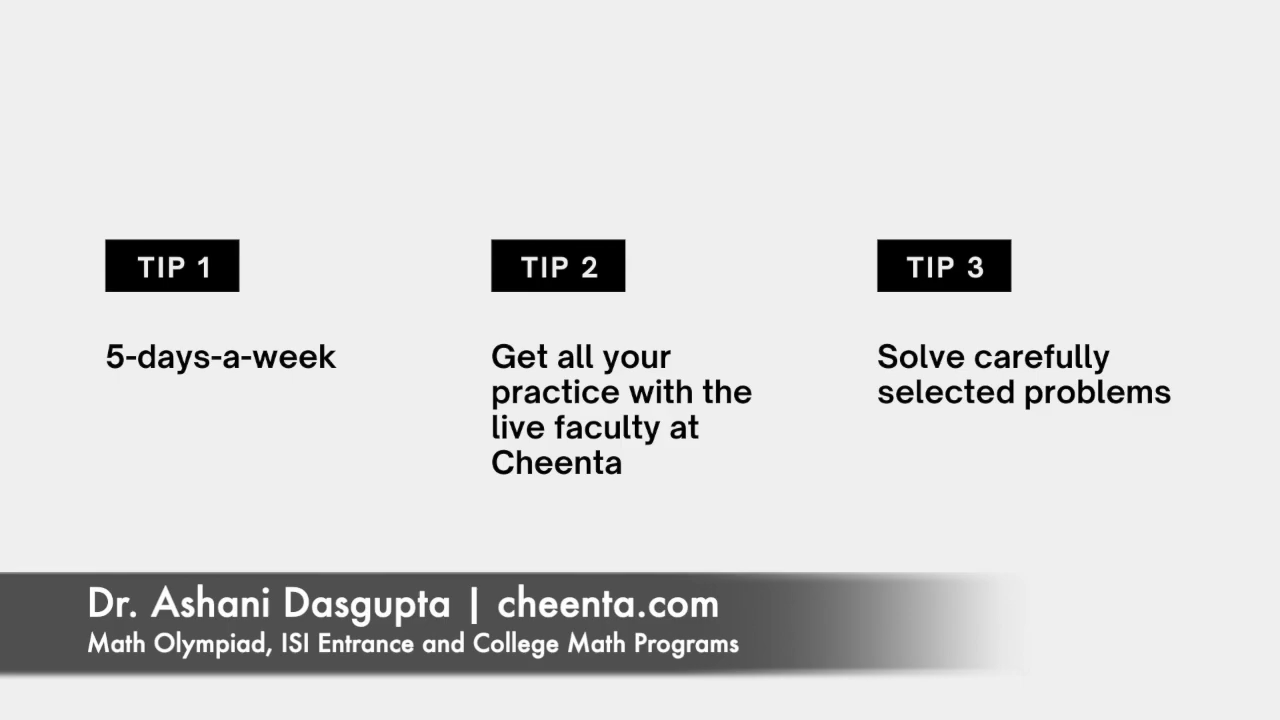 TIP 1
5-days-a-week
TIP 2
Get all your
practice with the
live faculty at
Cheenta
TIP 3
Solve carefully
selected problems
Dr. Ashani Dasgupta | cheenta.com
Math Olympiad, ISI Entrance and College Math Programs